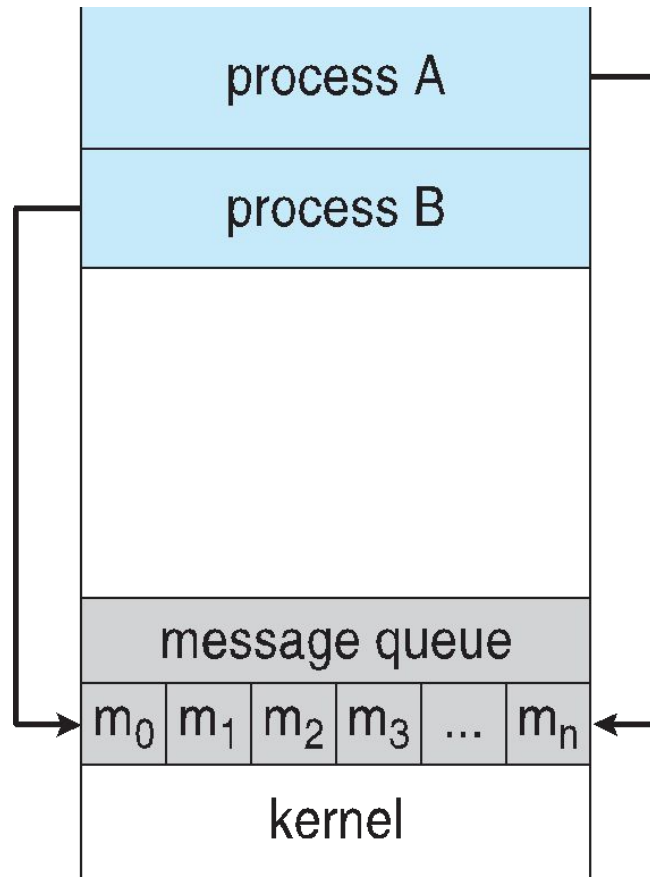 process A
process B
message queue
m₀ m₁ m₂ m₃ ... mₙ
kernel